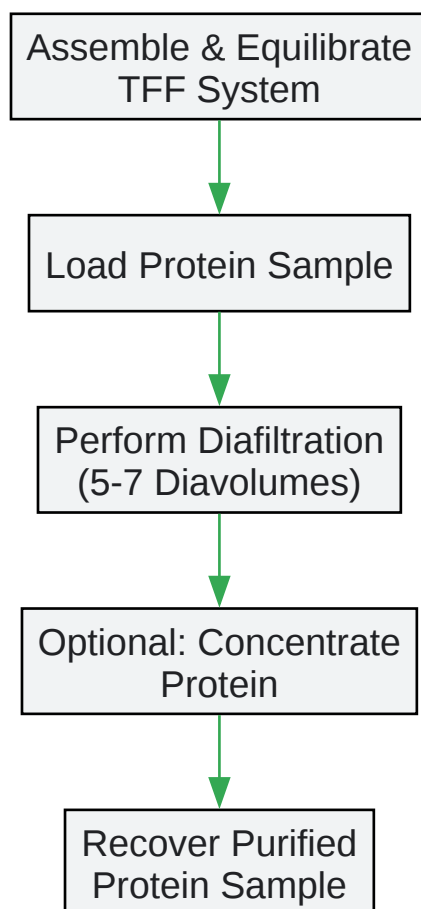 Assemble & Equilibrate
TFF System
Load Protein Sample
Perform Diafiltration
(5-7 Diavolumes)
Optional: Concentrate
Protein
Recover Purified
Protein Sample